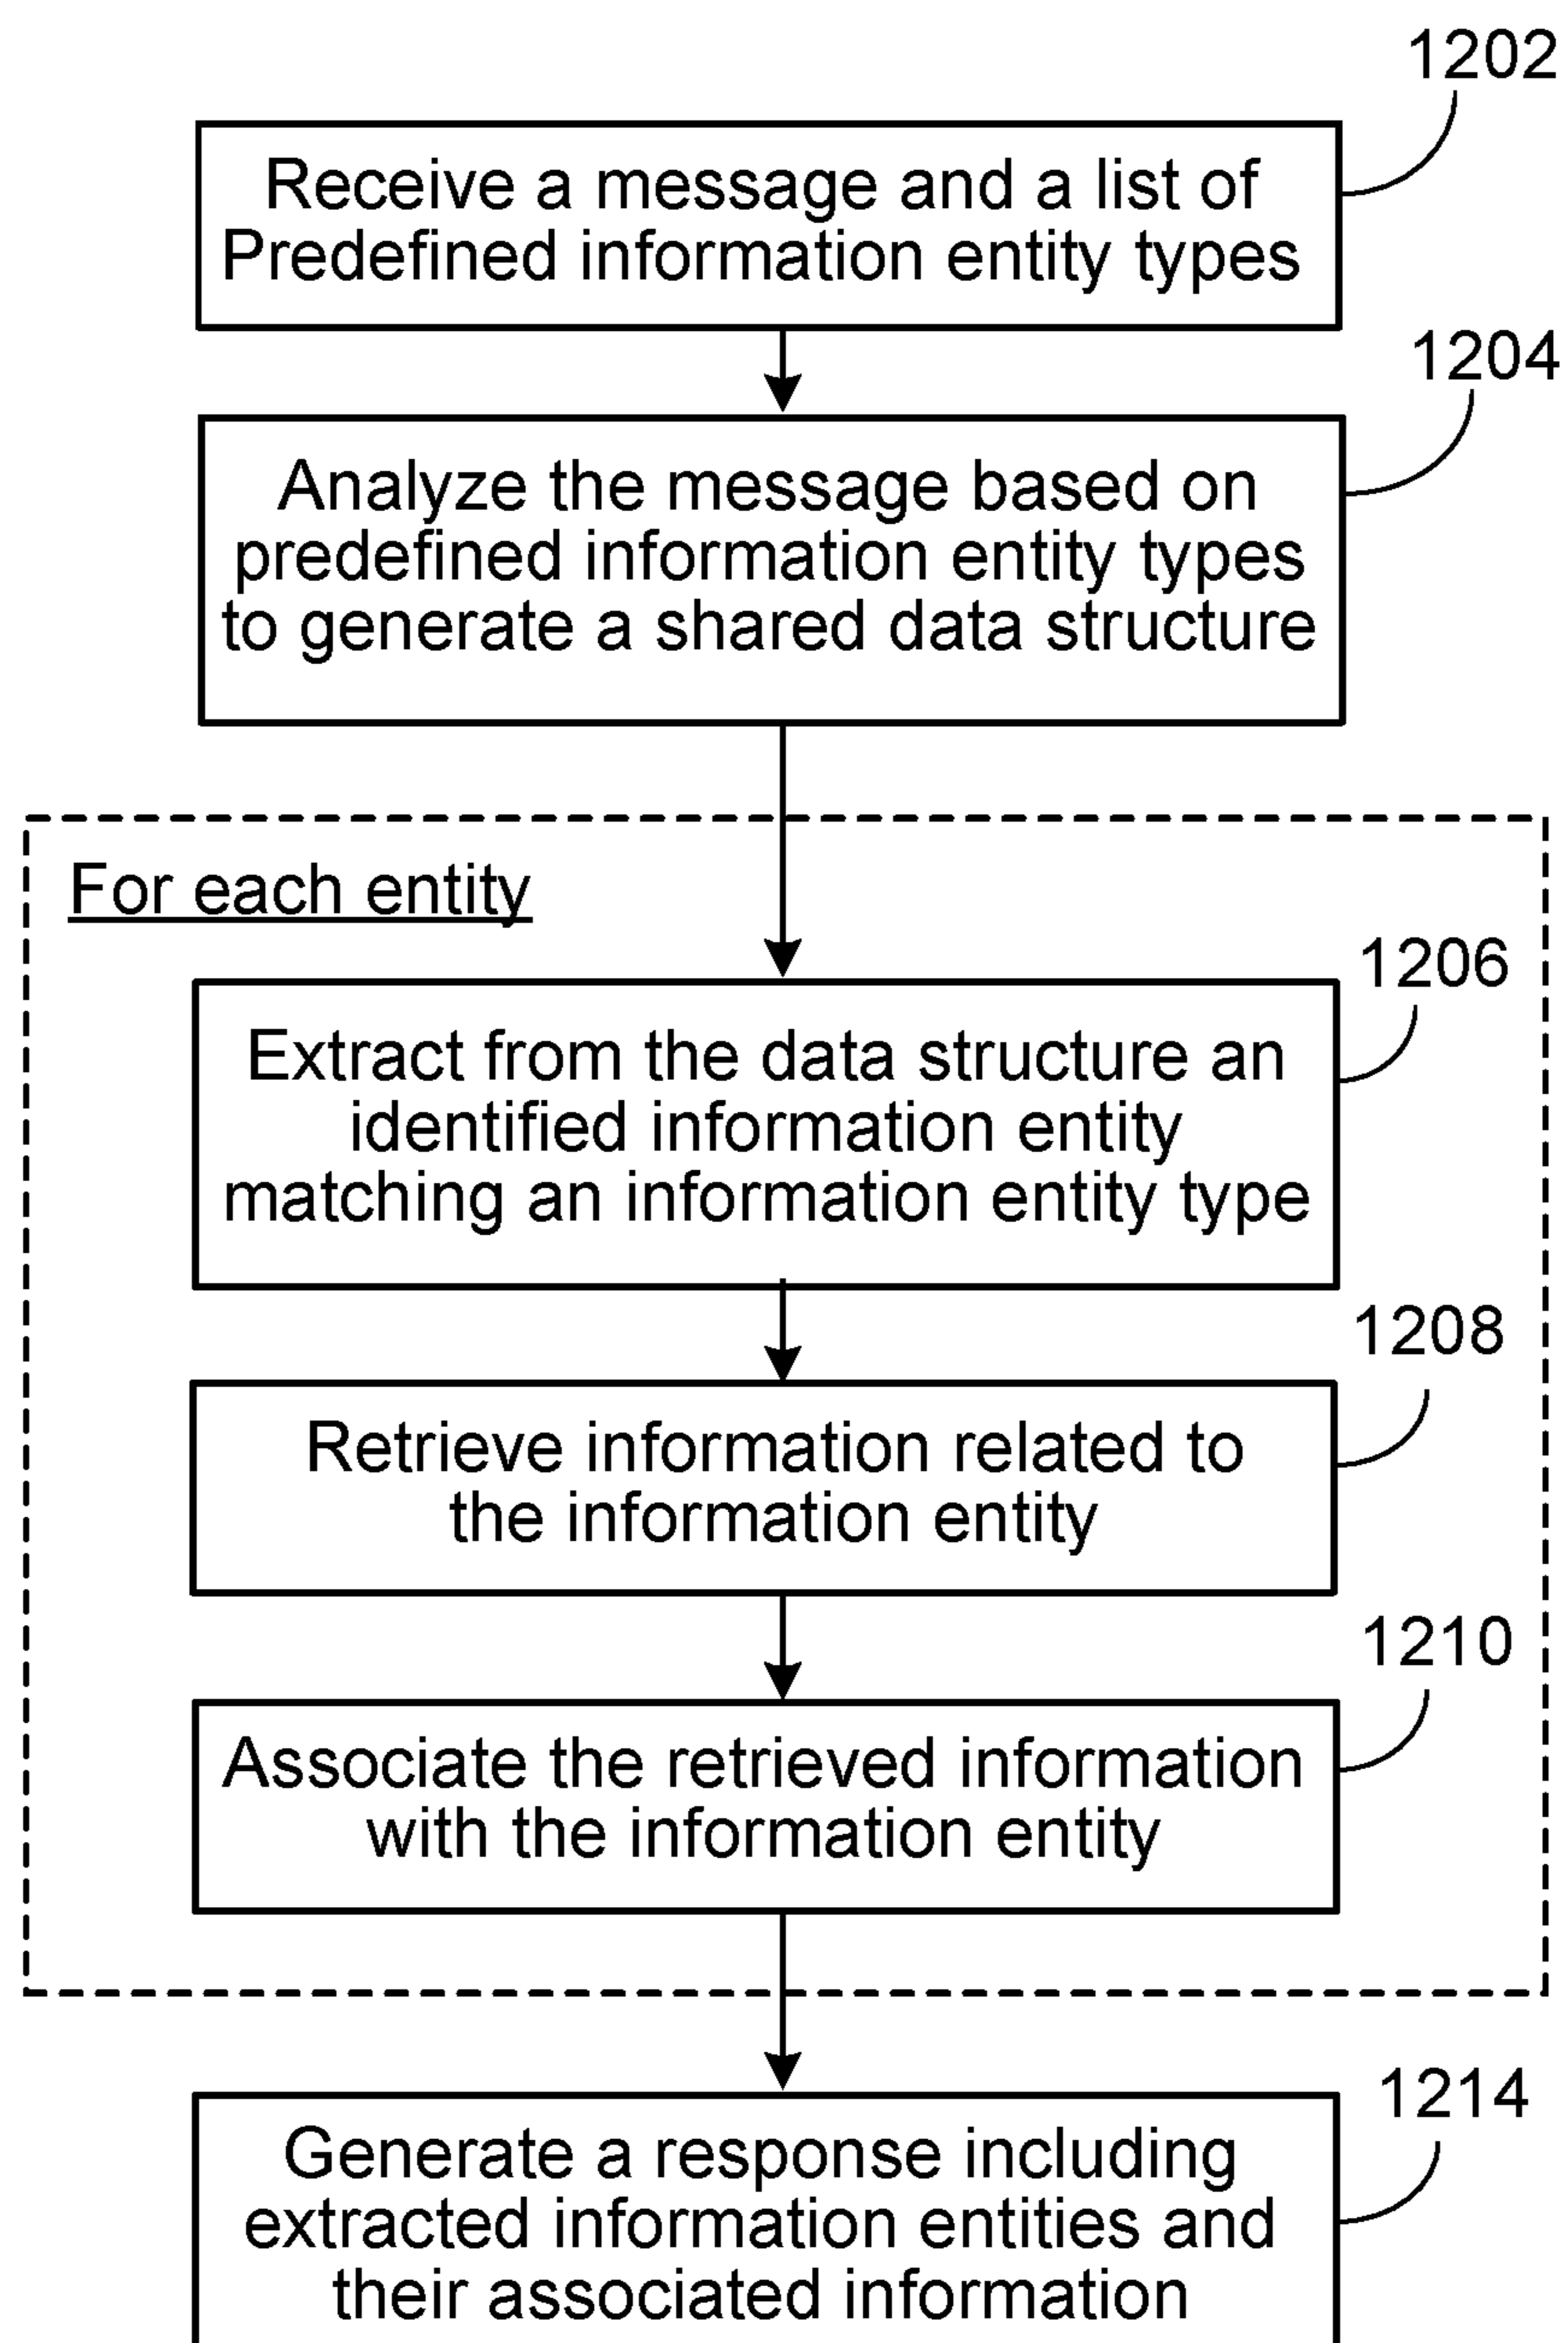 1202
Receive a message and a list of
Predefined information entity types
1204
Analyze the message based on
predefined information entity types
to generate a shared data structure
For each entity
1206
Extract from the data structure an
identified information entity
matching an information entity type
1208
Retrieve information related to
the information entity
1210
Associate the retrieved information
with the information entity
1214
Generate a response including
extracted information entities and
their associated information